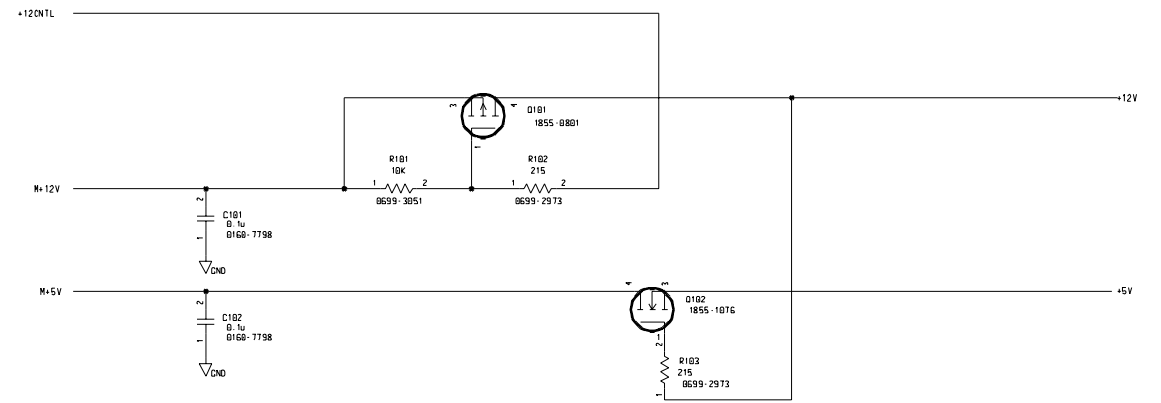 +12CNTL
3
4
Q101
1855-0801
+12V
1
R101
10K
R102
215
M+12V
1
2
1
2
0699-3051
0699-2973
2
C101
0.1u
0160-7798
1
GND
M+5V
4
3
+5V
Q102
1855-1076
2
C102
0.1u
0160-7798
1
1
2
R103
215
0699-2973
GND
1